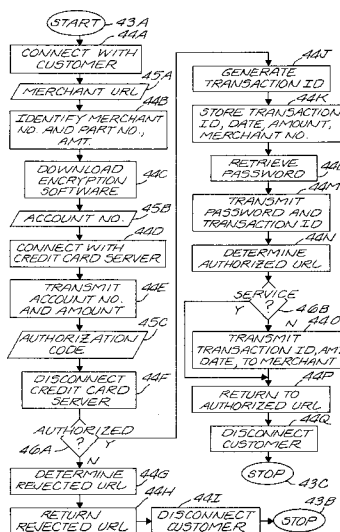 START
43A
44A
CONNECT WITH
CUSTOMER
45A
MERCHANT URL
44B
IDENTIFY MERCHANT
NO. AND PART NO.,
AMT.
DOWNLOAD
ENCRYPTION
SOFTWARE
44C
45B
ACCOUNT NO.
44D
CONNECT WITH
CREDIT CARD SERVER
TRANSMIT
ACCOUNT NO.
AND AMOUNT
44E
45C
AUTHORIZATION
CODE
DISCONNECT
CREDIT CARD
SERVER
44F
AUTHORIZED
?
Y
46A
N
DETERMINE
REJECTED URL
44G
44H
RETURN
REJECTED URL
44I
DISCONNECT
CUSTOMER
43B
STOP
44J
GENERATE
TRANSACTION ID
44K
STORE TRANSACTION
ID, DATE, AMOUNT,
MERCHANT NO.
RETRIEVE
PASSWORD
44L
44M
TRANSMIT
PASSWORD AND
TRANSACTION ID
44N
DETERMINE
AUTHORIZED URL
SERVICE
?
Y
46B
N
44O
TRANSMIT
TRANSACTION ID, AMT,
DATE, TO MERCHANT
44P
RETURN TO
AUTHORIZED URL
44Q
DISCONNECT
CUSTOMER
STOP
43C